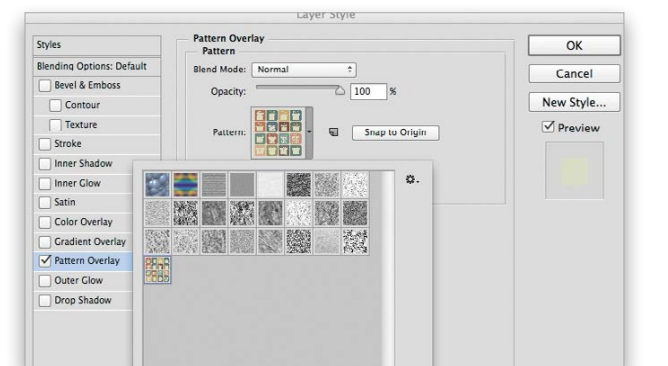 Layer Style
Styles
Blending Options: Default
Bevel & Emboss
Contour
Texture
Stroke
Inner Shadow
Inner Glow
Satin
Color Overlay
Gradient Overlay
Pattern Overlay
Outer Glow
Drop Shadow
Pattern Overlay
Pattern
Blend Mode: Normal
Opacity: 100 %
Pattern: Snap to Origin
OK
Cancel
New Style...
Preview